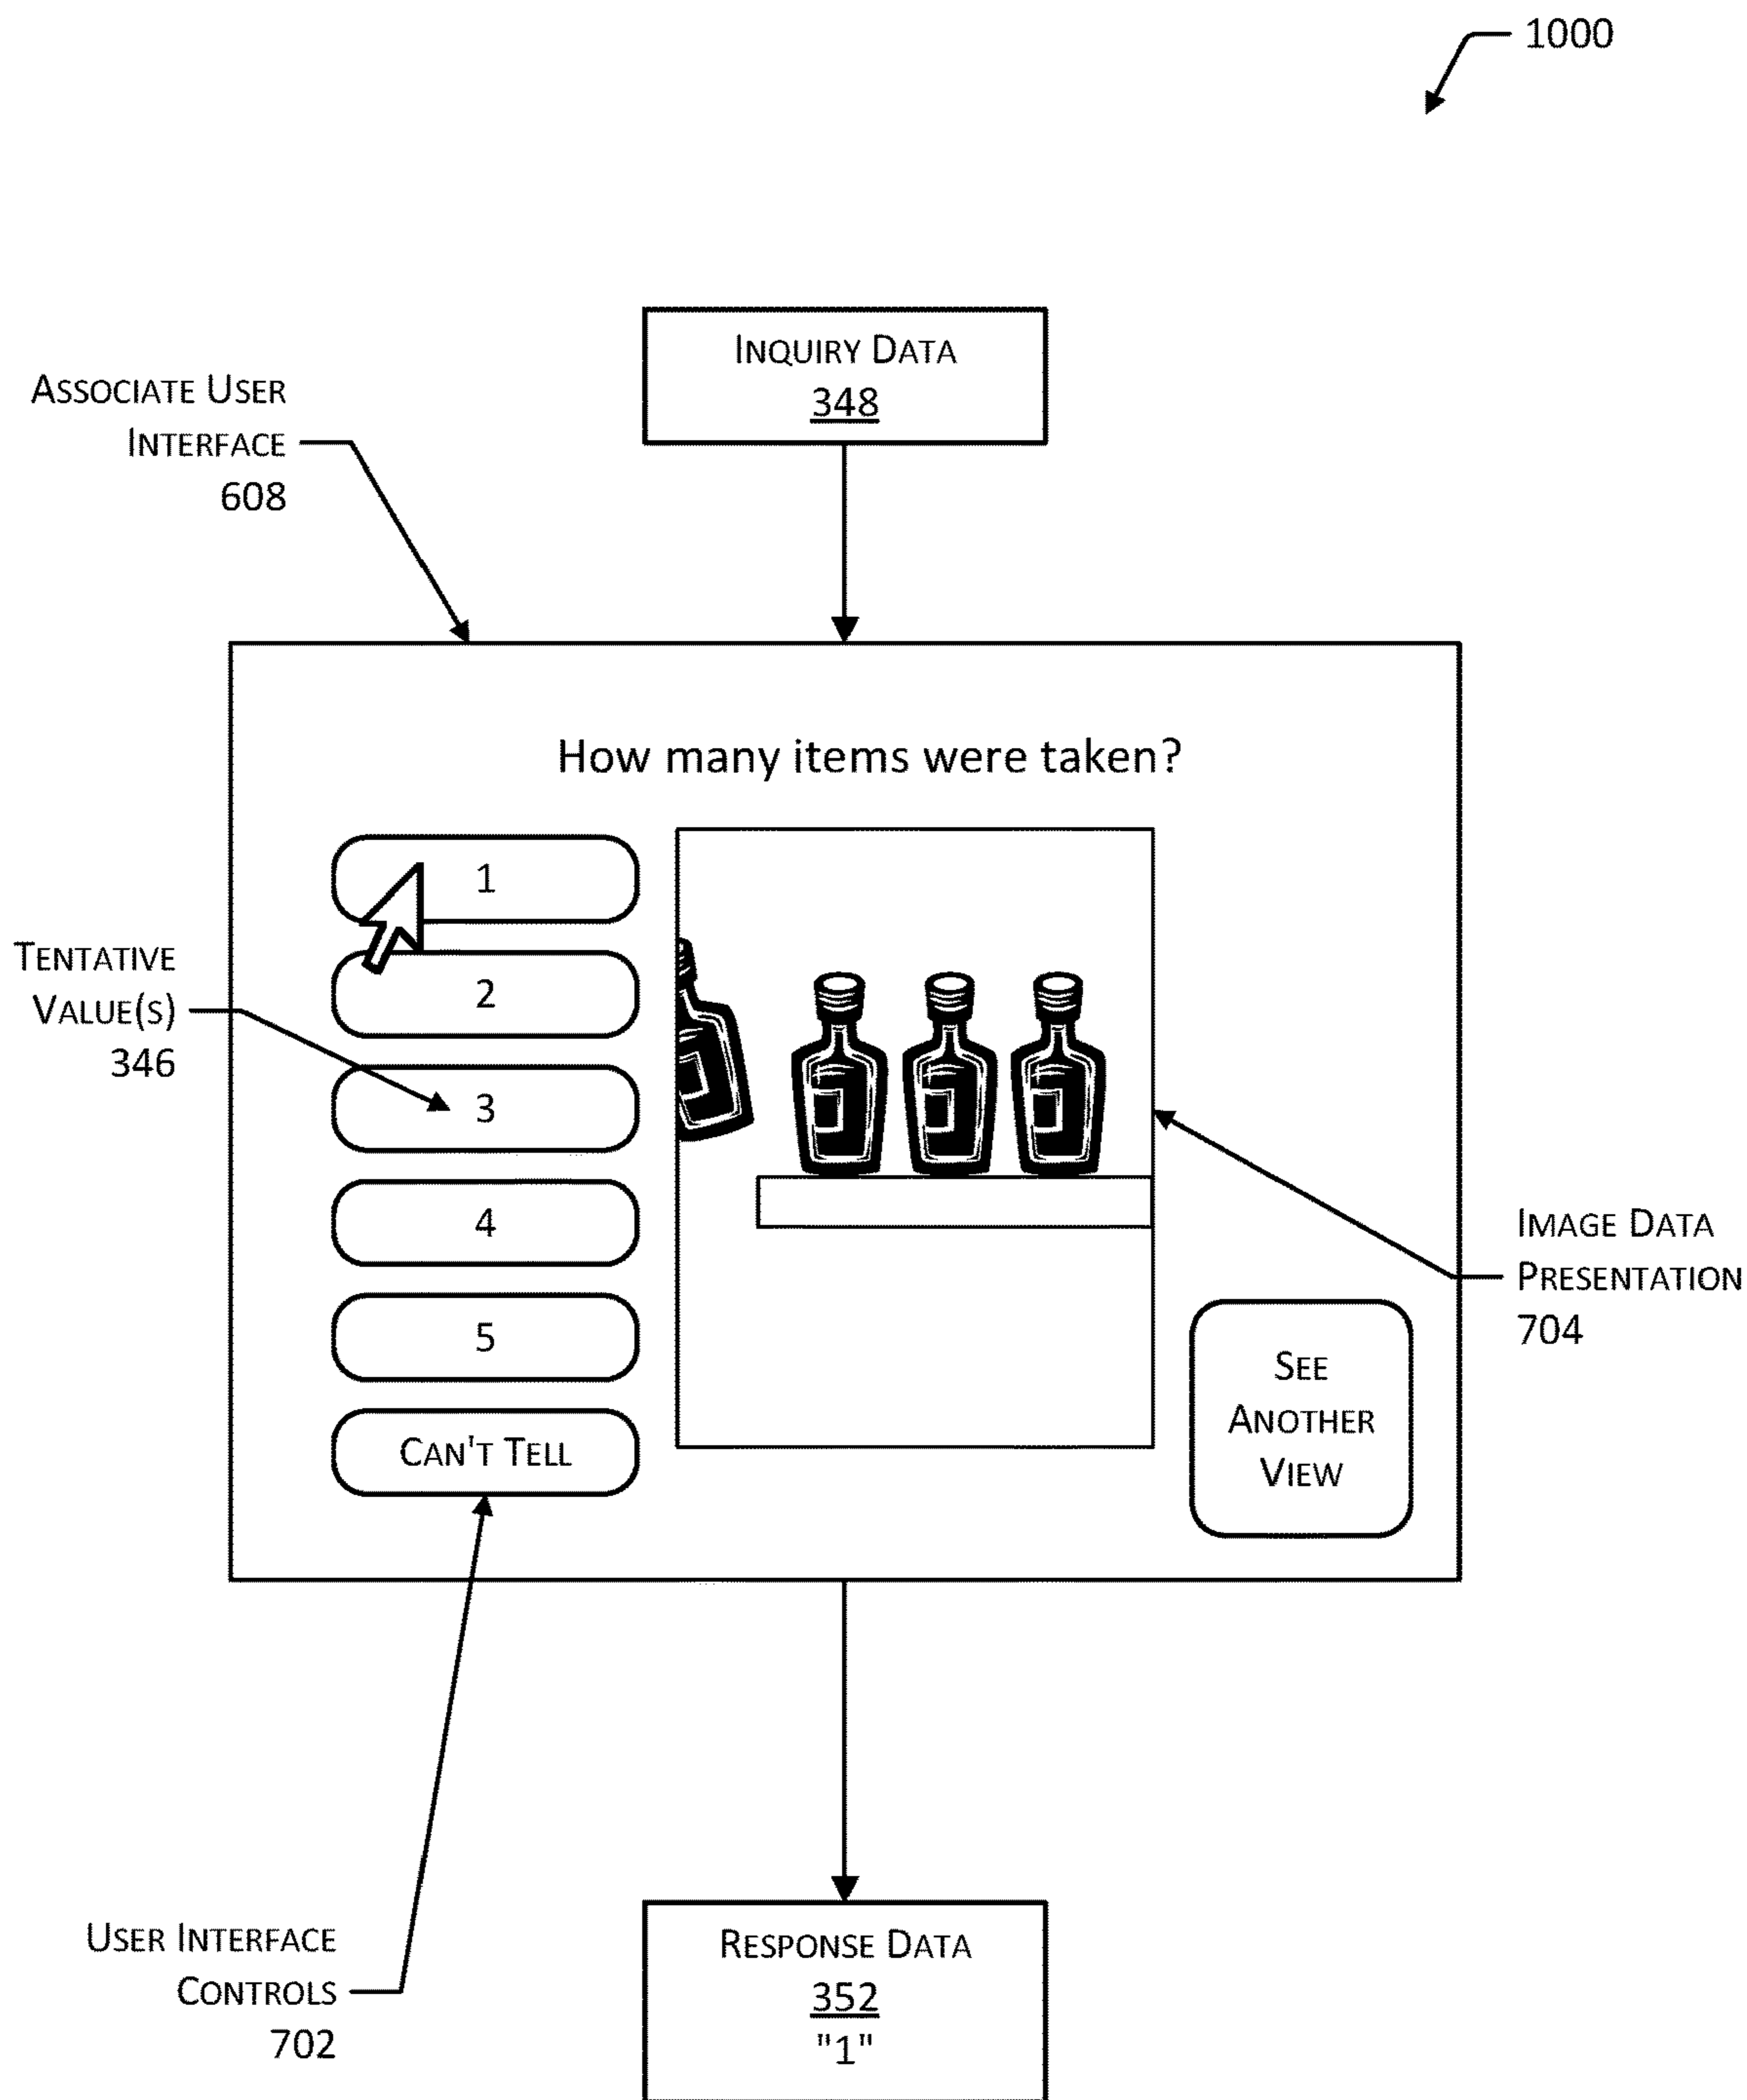 1000
INQUIRY DATA
348
ASSOCIATE USER
INTERFACE
608
How many items were taken?
1
2
3
4
5
CAN'T TELL
TENTATIVE
VALUE(S)
346
IMAGE DATA
PRESENTATION
704
SEE
ANOTHER
VIEW
USER INTERFACE
CONTROLS
702
RESPONSE DATA
352
"1"